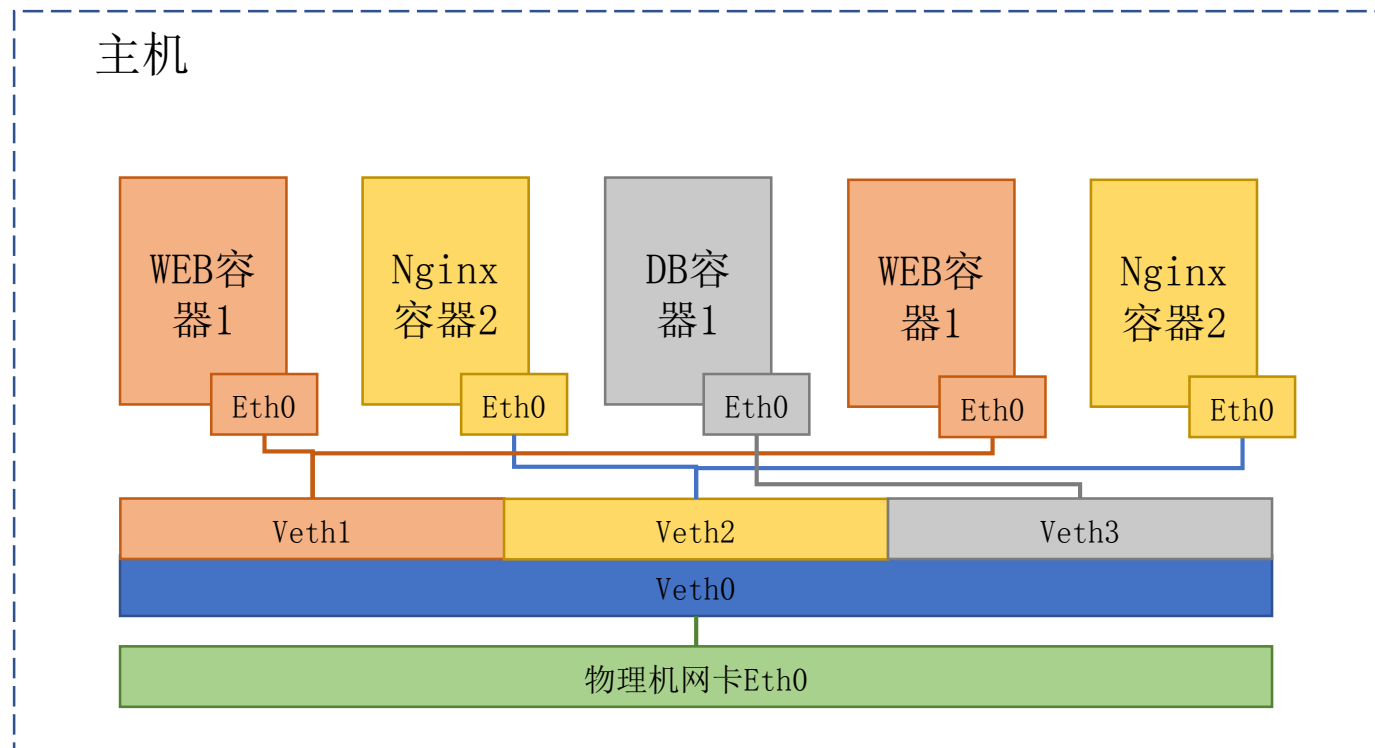 主机
WEB容
器1
Nginx
容器2
DB容
器1
WEB容
器1
Nginx
容器2
Eth0
Eth0
Eth0
Eth0
Eth0
Veth1
Veth2
Veth3
Veth0
物理机网卡Eth0